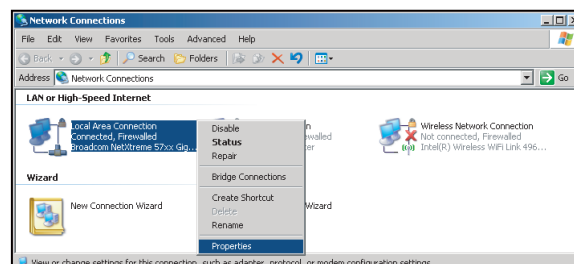 Network Connections
File Edit View Favorites Tools Advanced Help
Back Search Folders
Address Network Connections Go
LAN or High-Speed Internet
Local Area Connection
Connected, Firewalled
Broadcom NetXtreme 57xx Gig...
Disable
Status
Repair
Bridge Connections
Create Shortcut
Delete
Rename
Properties
Wireless Network Connection
Not connected, Firewalled
Intel(R) Wireless WiFi Link 496...
Wizard
New Connection Wizard
Wizard
View or change settings for this connection, such as adapter, protocol, or modem configuration settings.